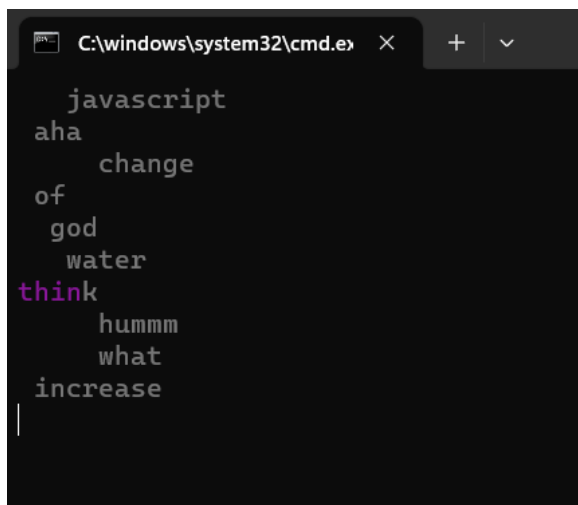 C:\windows\system32\cmd.ex
javascript
aha
change
of
god
water
think
hummm
what
increase